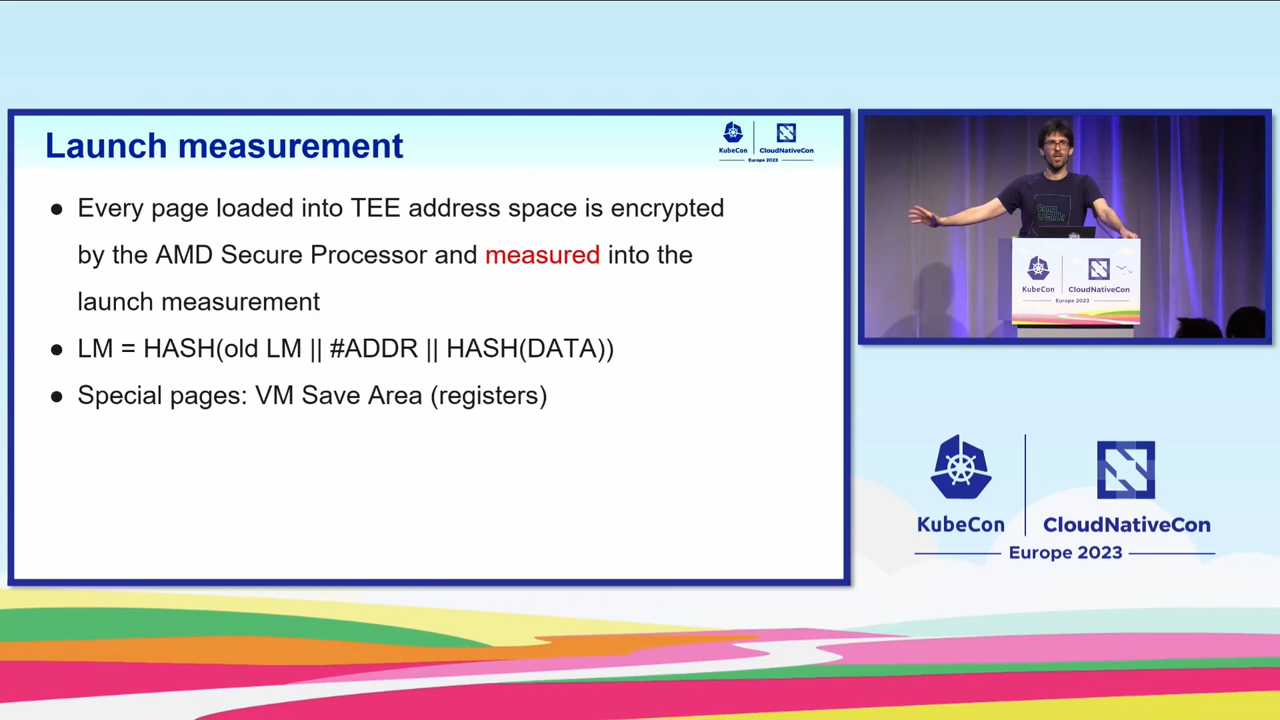 Launch measurement
KubeCon
CloudNativeCon
Europe 2023
● Every page loaded into TEE address space is encrypted
by the AMD Secure Processor and measured into the
launch measurement
● LM = HASH(old LM || #ADDR || HASH(DATA))
● Special pages: VM Save Area (registers)
KubeCon
CloudNativeCon
Europe 2023
KubeCon
CloudNativeCon
Europe 2023